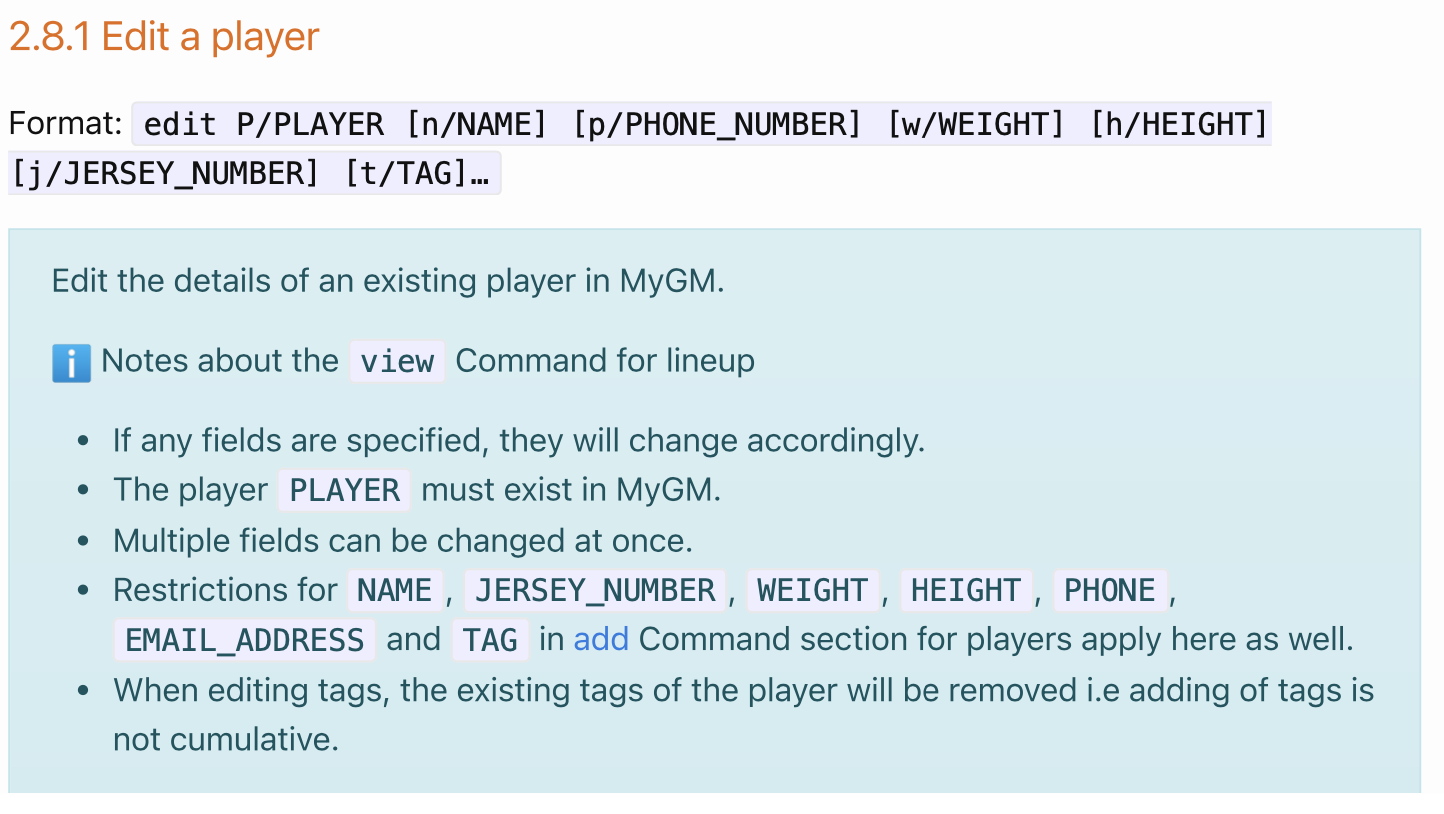 2.8.1 Edit a player
Format: edit P/PLAYER [n/NAME] [p/PHONE_NUMBER] [w/WEIGHT] [h/HEIGHT]
[j/JERSEY_NUMBER] [t/TAG]…
Edit the details of an existing player in MyGM.
ℹ️ Notes about the view Command for lineup
• If any fields are specified, they will change accordingly.
• The player PLAYER must exist in MyGM.
• Multiple fields can be changed at once.
• Restrictions for NAME, JERSEY_NUMBER, WEIGHT, HEIGHT, PHONE,
EMAIL_ADDRESS and TAG in add Command section for players apply here as well.
• When editing tags, the existing tags of the player will be removed i.e adding of tags is
not cumulative.